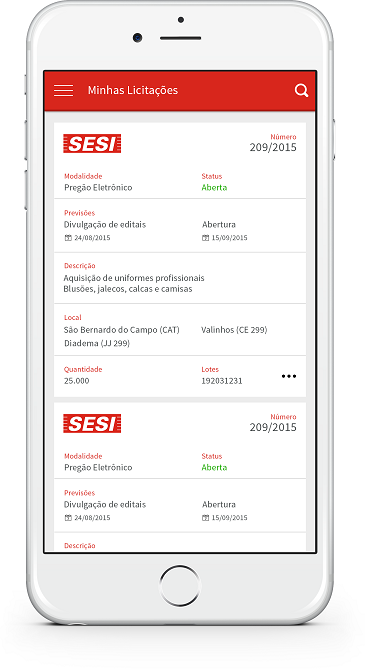 Minhas Licitações
SESI
Número
209/2015
Modalidade
Status
Pregão Eletrônico
Aberta
Previsões
Divulgação de editais
Abertura
24/08/2015
15/09/2015
Descrição
Aquisição de uniformes profissionais
Blusões, jalecos, calcas e camisas
Local
São Bernardo do Campo (CAT)
Valinhos (CE 299)
Diadema (JJ 299)
Quantidade
Lotes
25.000
192031231
SESI
Número
209/2015
Modalidade
Status
Pregão Eletrônico
Aberta
Previsões
Divulgação de editais
Abertura
24/08/2015
15/09/2015
Descrição